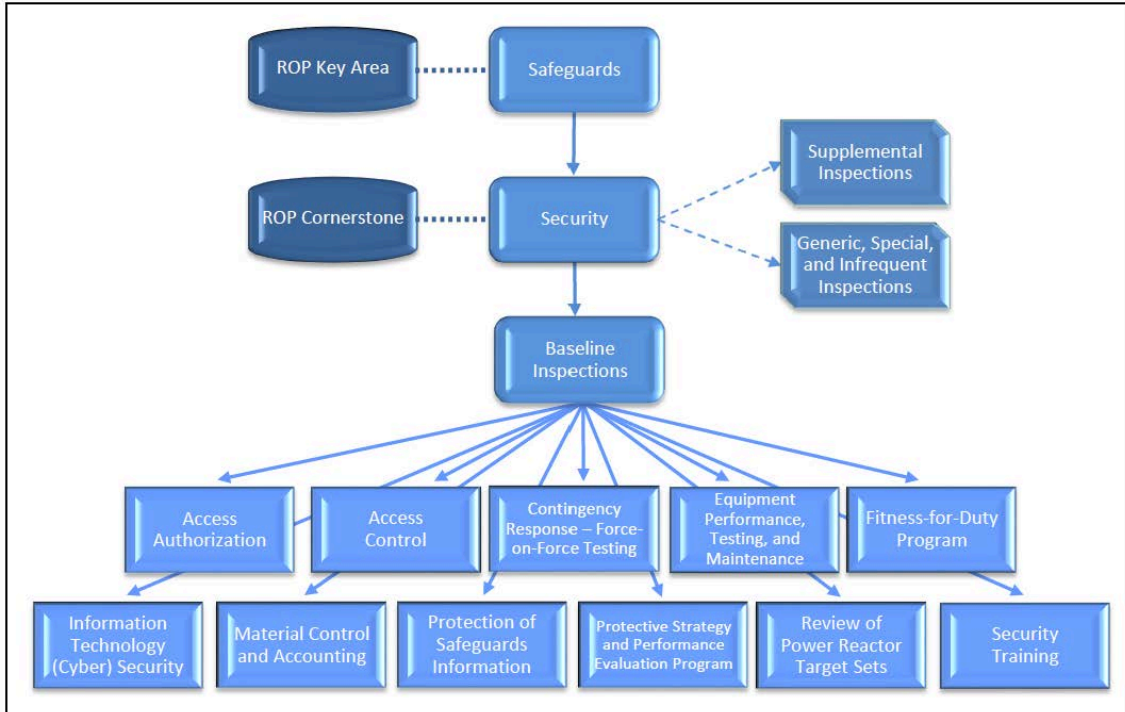 ROP Key Area
Safeguards
Supplemental
Inspections
ROP Cornerstone
Security
Generic, Special,
and Infrequent
Inspections
Baseline
Inspections
Access
Authorization
Access
Control
Contingency
Response – Force-
on-Force Testing
Equipment
Performance,
Testing, and
Maintenance
Fitness-for-Duty
Program
Information
Technology
(Cyber) Security
Material Control
and Accounting
Protection of
Safeguards
Information
Protective Strategy
and Performance
Evaluation Program
Review of
Power Reactor
Target Sets
Security
Training